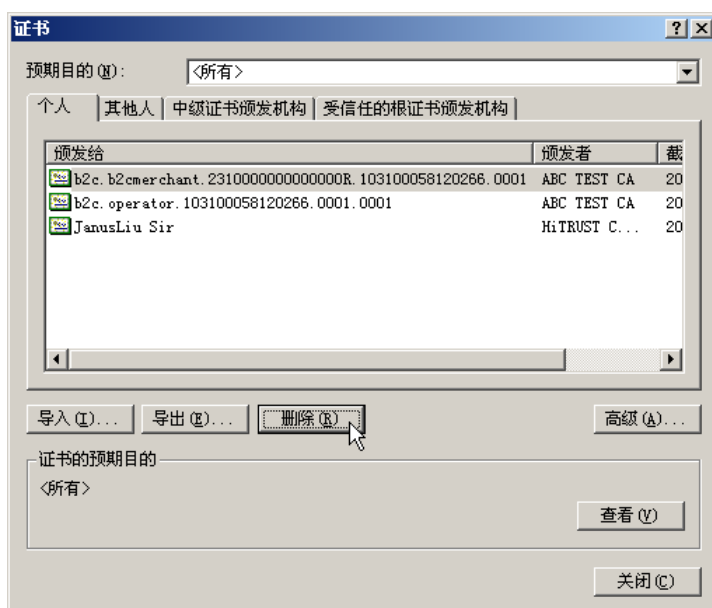 证书
预期目的(N): <所有>
个人 其他人 中级证书颁发机构 受信任的根证书颁发机构
颁发给 颁发者 截
b2c.b2cmerchant.2310000000000000R.103100058120266.0001 ABC TEST CA 20
b2c.operator.103100058120266.0001.0001 ABC TEST CA 20
JanusLiu Sir HiTRUST C... 20
导入(I)... 导出(E)... 删除(R) 高级(A)...
证书的预期目的
<所有>
查看(V)
关闭(C)